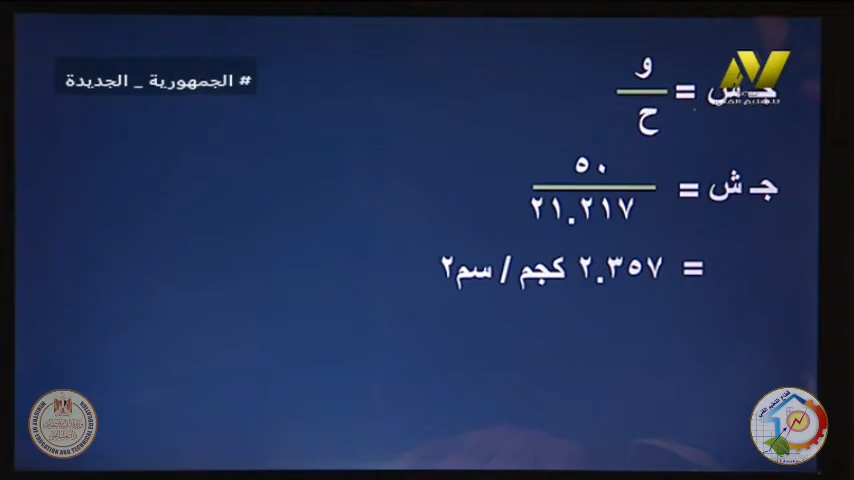 # الجمهورية _ الجديدة
جـ ش = و / ح
جـ ش = ٥٠ / ٢١.٢١٧
= ٢.٣٥٧ كجم / سم٢